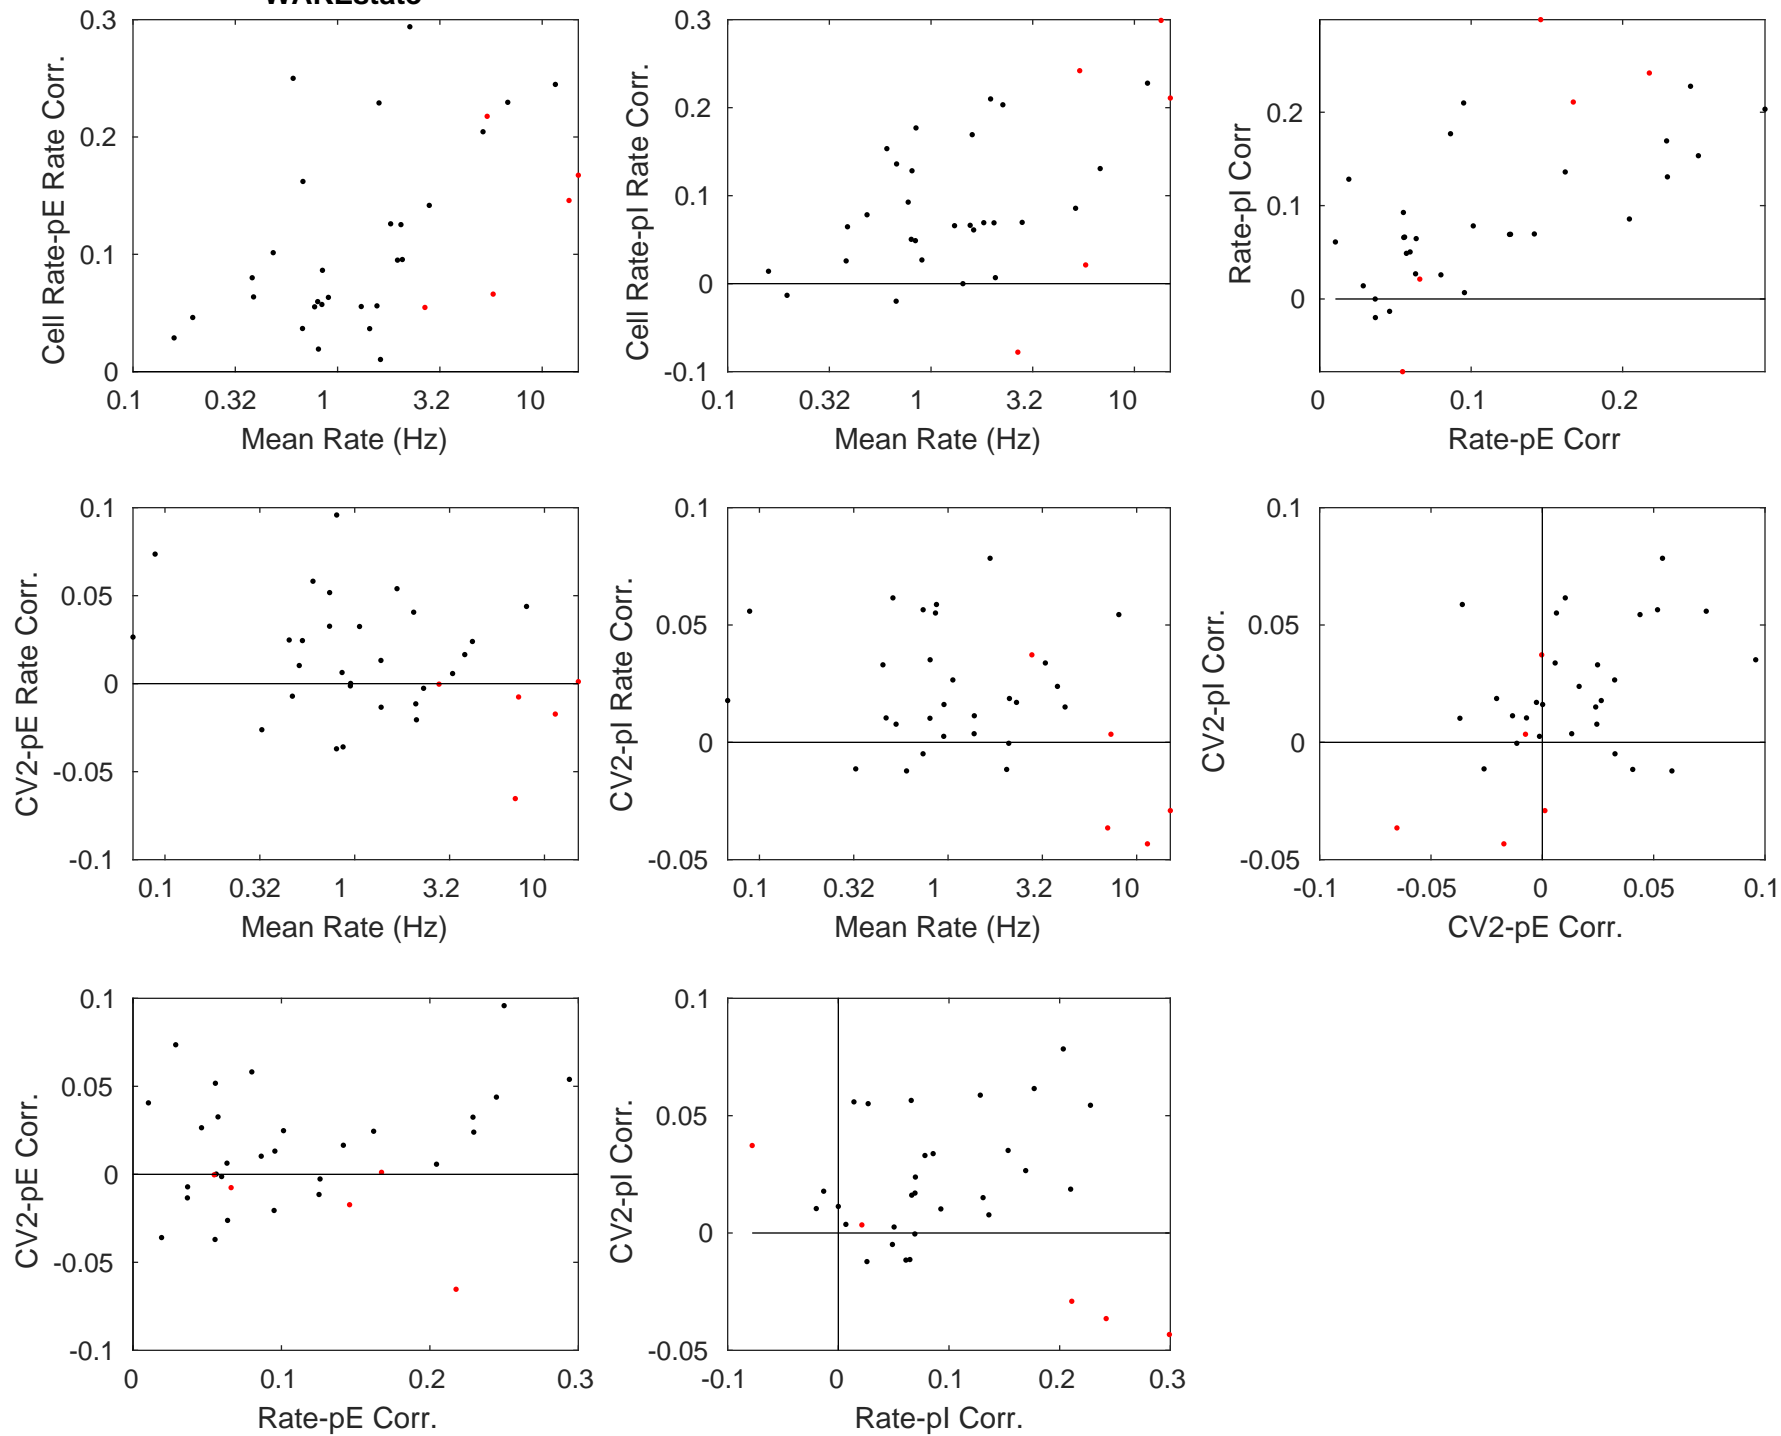 WAKEstate
0.3
0.2
0.1
0
Cell Rate-pE Rate Corr.
0.1 0.32 1 3.2 10
Mean Rate (Hz)
0.3
0.2
0.1
0
-0.1
Cell Rate-pI Rate Corr.
0.1 0.32 1 3.2 10
Mean Rate (Hz)
0.2
0.1
0
Rate-pI Corr
0 0.1 0.2
Rate-pE Corr
0.1
0.05
0
-0.05
-0.1
CV2-pE Rate Corr.
0.1 0.32 1 3.2 10
Mean Rate (Hz)
0.1
0.05
0
-0.05
CV2-pI Rate Corr.
0.1 0.32 1 3.2 10
Mean Rate (Hz)
0.1
0.05
0
-0.05
CV2-pI Corr.
-0.1 -0.05 0 0.05 0.1
CV2-pE Corr.
0.1
0.05
0
-0.05
-0.1
CV2-pE Corr.
0 0.1 0.2 0.3
Rate-pE Corr.
0.1
0.05
0
-0.05
CV2-pI Corr.
-0.1 0 0.1 0.2 0.3
Rate-pI Corr.